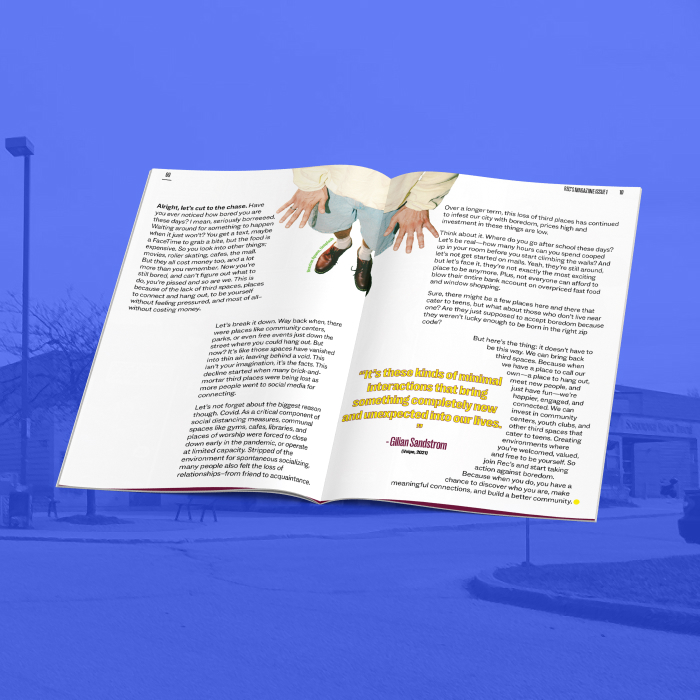 09
Alright, let's cut to the chase. Have
you ever noticed how bored you are
these days? I mean, seriously borreeeed.
Waiting around for something to happen
when it just won't? You get a text, maybe
a FaceTime to grab a bite, but the food is
expensive. So you look into other things:
movies, roller skating, cafes, the mall.
But they all cost money too, and a lot
more than you remember. Now you're
still bored, and can't figure out what to
do, you're pissed and so are we. This is
because of the lack of third spaces, places
to connect and hang out, to be yourself
without feeling pressured, and most of all–
without costing money.
Let's break it down. Way back when, there
were places like community centers,
parks, or even free events just down the
street where you could hang out. But
now? It's like those spaces have vanished
into thin air, leaving behind a void. This
isn't your imagination, it's the facts. This
decline started when many brick-and-
mortar third places were being lost as
more people went to social media for
connecting.
Let's not forget about the biggest reason
though. Covid. As a critical component of
social distancing measures, communal
spaces like gyms, cafes, libraries, and
places of worship were forced to close
down early in the pandemic, or operate
at limited capacity. Stripped of the
environment for spontaneous socializing,
many people also felt the loss of
relationships–from friend to acquaintance.
REC'S MAGAZINE ISSUE 1
10
Over a longer term, this loss of third places has continued
to infest our city with boredom, prices high and
investment in these things are low.
Think about it. Where do you go after school these days?
Let's be real—how many hours can you spend cooped
up in your room before you start climbing the walls? And
let's not get started on malls. Yeah, they're still around,
but let's face it, they're not exactly the most exciting
place to be anymore. Plus, not everyone can afford to
blow their entire bank account on overpriced fast food
and window shopping.
Sure, there might be a few places here and there that
cater to teens, but what about those who don't live near
one? Are they just supposed to accept boredom because
they weren't lucky enough to be born in the right zip
code?
But here's the thing: it doesn't have to
be this way. We can bring back
third spaces. Because when
we have a place to call our
own—a place to hang out,
meet new people, and
just have fun—we're
happier, engaged, and
connected. We can
invest in community
centers, youth clubs, and
other third spaces that
cater to teens. Creating
environments where
you're welcomed, valued,
and free to be yourself. So
join Rec's and start taking
action against boredom.
Because when you do, you have a
chance to discover who you are, make
meaningful connections, and build a better community.
"It's these kinds of minimal
interactions that bring
something completely new
and unexpected into our lives.
"
- Gillian Sandstrom